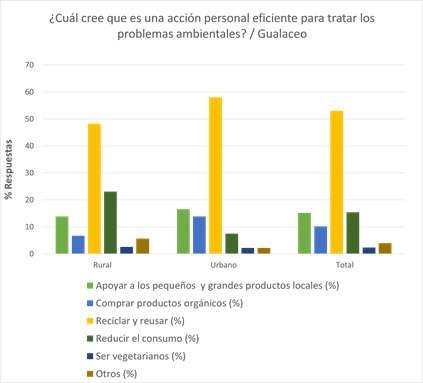 ¿Cuál cree que es una acción personal eficiente para tratar los
problemas ambientales? / Gualaceo
% Respuestas
70
60
50
40
30
20
10
0
Rural Urbano Total
Apoyar a los pequeños y grandes productos locales (%)
Comprar productos orgánicos (%)
Reciclar y reusar (%)
Reducir el consumo (%)
Ser vegetarianos (%)
Otros (%)